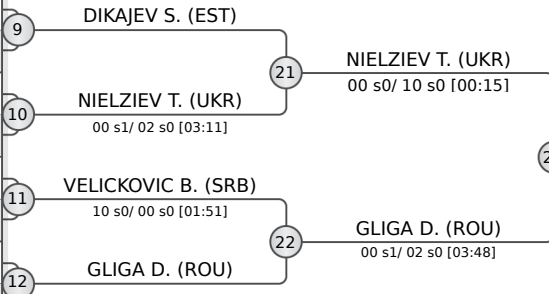 DIKAJEV S. (EST)
9
21
NIELZIEV T. (UKR)
00 s0/ 10 s0 [00:15]
NIELZIEV T. (UKR)
10
00 s1/ 02 s0 [03:11]
VELICKOVIC B. (SRB)
11
10 s0/ 00 s0 [01:51]
22
GLIGA D. (ROU)
00 s1/ 02 s0 [03:48]
GLIGA D. (ROU)
12